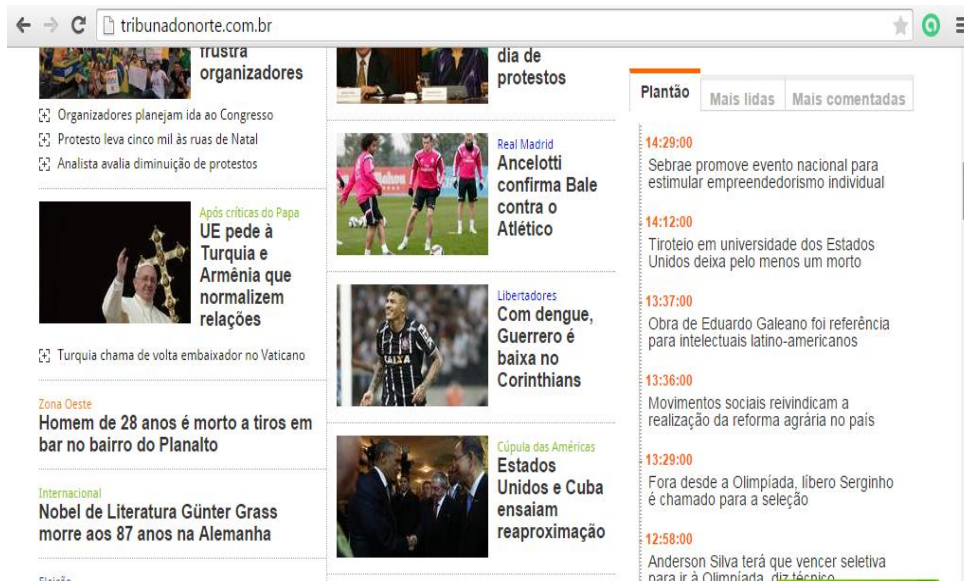 tribunadonorte.com.br
frustra
organizadores
Organizadores planejam ida ao Congresso
Protesto leva cinco mil às ruas de Natal
Analista avalia diminuição de protestos
Após críticas do Papa
UE pede à
Turquia e
Armênia que
normalizem
relações
Turquia chama de volta embaixador no Vaticano
Zona Oeste
Homem de 28 anos é morto a tiros em
bar no bairro do Planalto
Internacional
Nobel de Literatura Günter Grass
morre aos 87 anos na Alemanha
Eleição
dia de
protestos
Real Madrid
Ancelotti
confirma Bale
contra o
Atlético
Libertadores
Com dengue,
Guerrero é
baixa no
Corinthians
CAIXA
Cúpula das Américas
Estados
Unidos e Cuba
ensaiam
reaproximação
Plantão Mais lidas Mais comentadas
14:29:00
Sebrae promove evento nacional para
estimular empreendedorismo individual
14:12:00
Tiroteio em universidade dos Estados
Unidos deixa pelo menos um morto
13:37:00
Obra de Eduardo Galeano foi referência
para intelectuais latino-americanos
13:36:00
Movimentos sociais reivindicam a
realização da reforma agrária no país
13:29:00
Fora desde a Olimpíada, líbero Serginho
é chamado para a seleção
12:58:00
Anderson Silva terá que vencer seletiva
para ir à Olimpíada, diz técnico